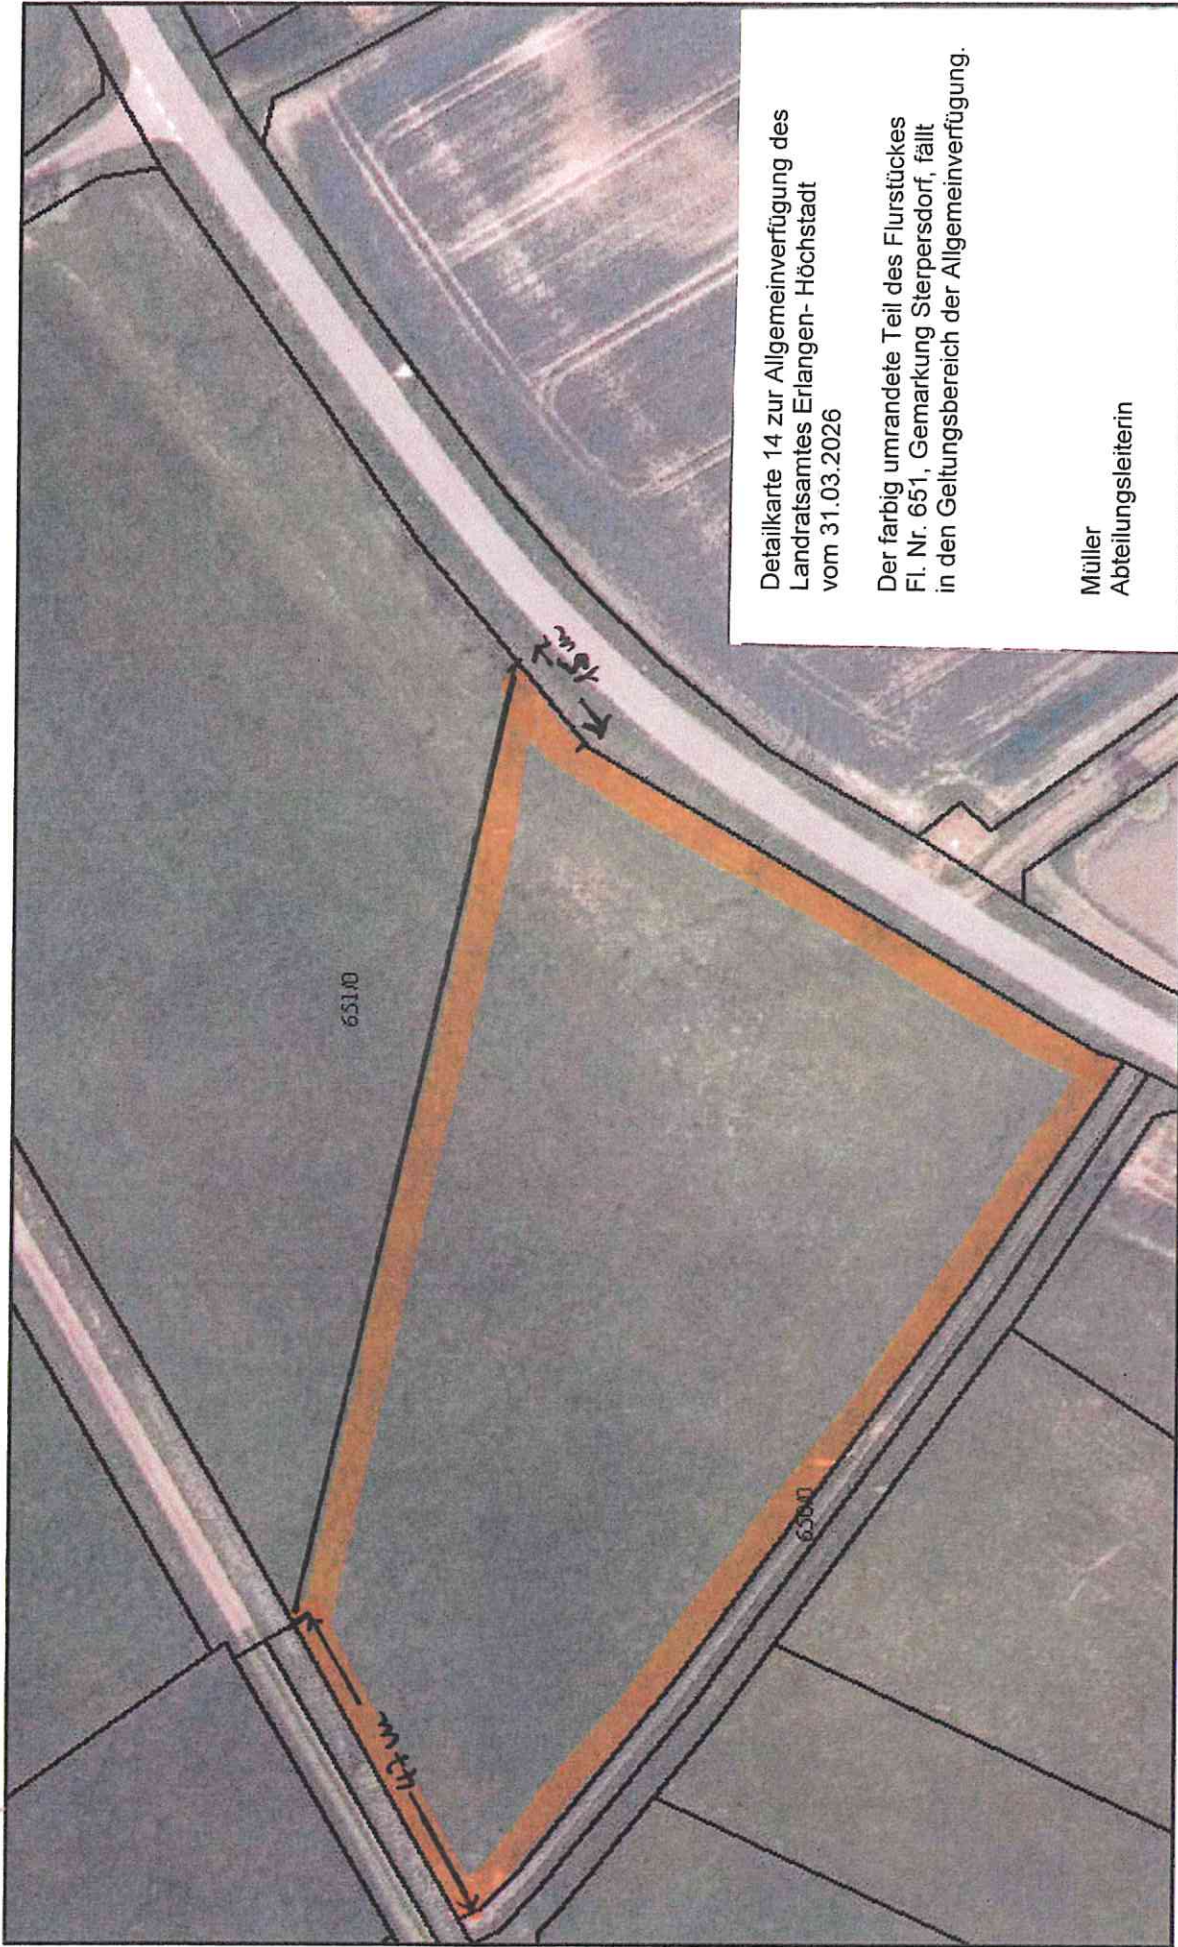 Detailkarte 14 zur Allgemeinverfügung des
Landratsamtes Erlangen- Höchstadt
vom 31.03.2026
Der farbig umrandete Teil des Flurstückes
Fl. Nr. 651, Gemarkung Sterpersdorf, fällt
in den Geltungsbereich der Allgemeinverfügung.
Müller
Abteilungsleiterin
651/0
650/0
47 m